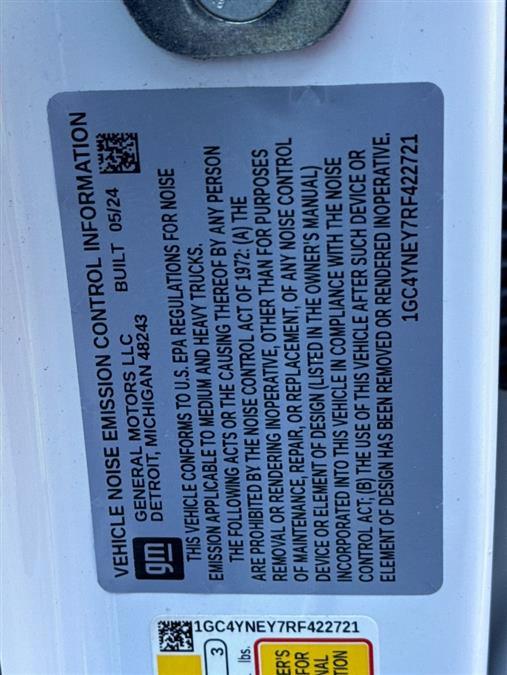 VEHICLE NOISE EMISSION CONTROL INFORMATION
gm
GENERAL MOTORS LLC BUILT 05/24
DETROIT, MICHIGAN 48243
THIS VEHICLE CONFORMS TO U.S. EPA REGULATIONS FOR NOISE
EMISSION APPLICABLE TO MEDIUM AND HEAVY TRUCKS.
THE FOLLOWING ACTS OR THE CAUSING THEREOF BY ANY PERSON
ARE PROHIBITED BY THE NOISE CONTROL ACT OF 1972: (A) THE
REMOVAL OR RENDERING INOPERATIVE, OTHER THAN FOR PURPOSES
OF MAINTENANCE, REPAIR, OR REPLACEMENT, OF ANY NOISE CONTROL
DEVICE OR ELEMENT OF DESIGN (LISTED IN THE OWNER'S MANUAL)
INCORPORATED INTO THIS VEHICLE IN COMPLIANCE WITH THE NOISE
CONTROL ACT; (B) THE USE OF THIS VEHICLE AFTER SUCH DEVICE OR
ELEMENT OF DESIGN HAS BEEN REMOVED OR RENDERED INOPERATIVE.
1GC4YNEY7RF422721
1GC4YNEY7RF422721
3
lbs.
FOR